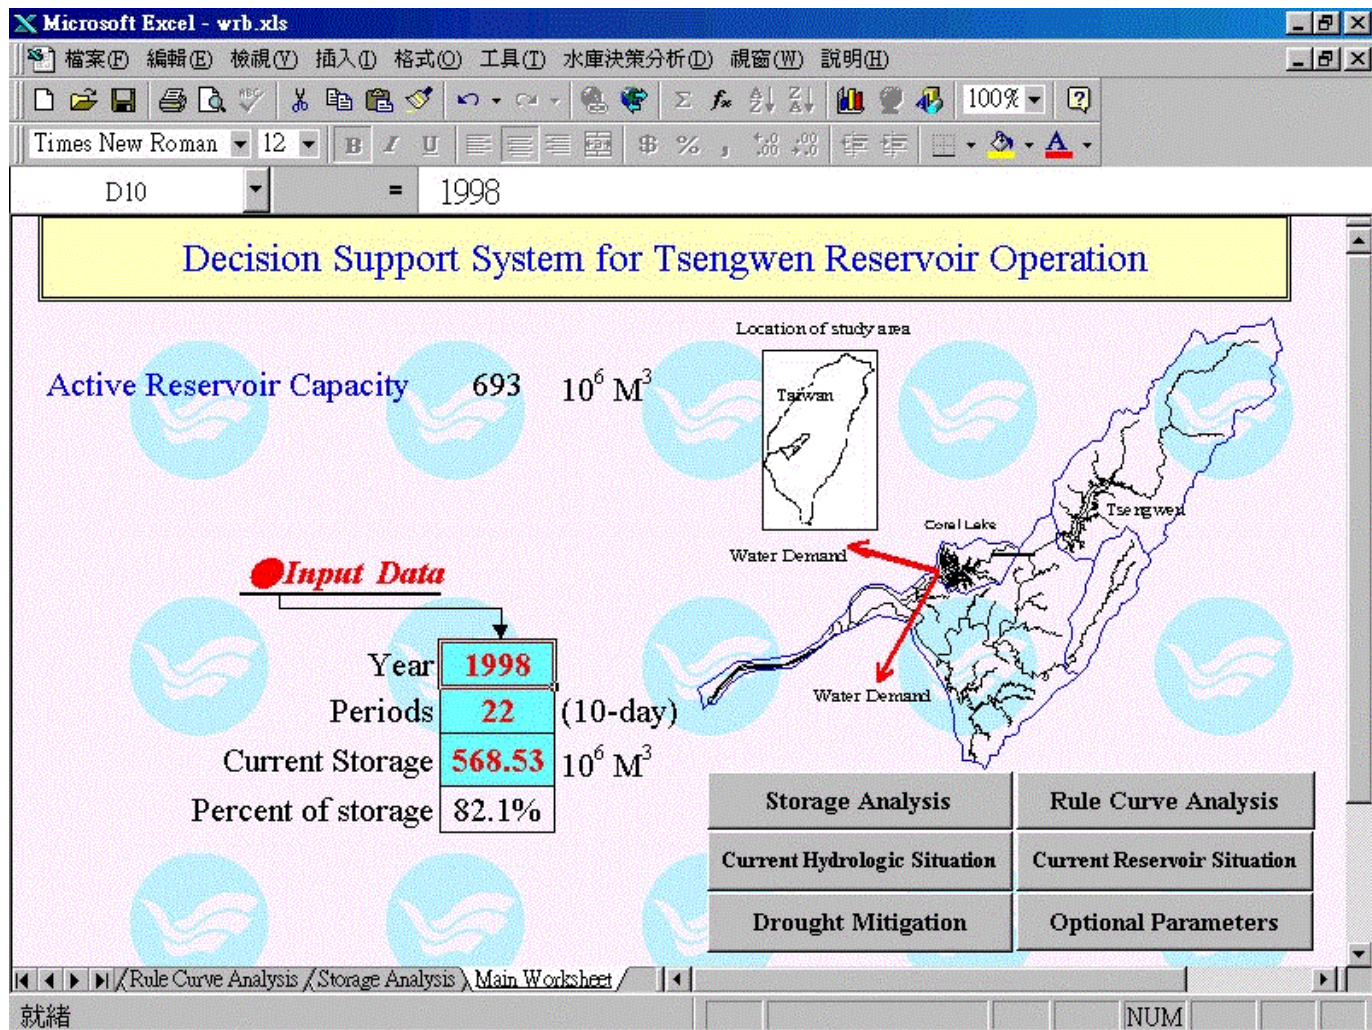 Microsoft Excel - wrb.xls
檔案(F) 編輯(E) 檢視(V) 插入(I) 格式(O) 工具(T) 水庫決策分析(D) 視窗(W) 說明(H)
100%
Times New Roman 12 B I U $ % ,
D10 = 1998
Decision Support System for Tsengwen Reservoir Operation
Location of study area
Active Reservoir Capacity 693 10⁶ M³
Taiwan
Tsengwen
Coral Lake
Water Demand
Input Data
Year 1998
Periods 22 (10-day)
Water Demand
Current Storage 568.53 10⁶ M³
Percent of storage 82.1%
Storage Analysis Rule Curve Analysis
Current Hydrologic Situation Current Reservoir Situation
Drought Mitigation Optional Parameters
Rule Curve Analysis Storage Analysis Main Worksheet
就緒 NUM